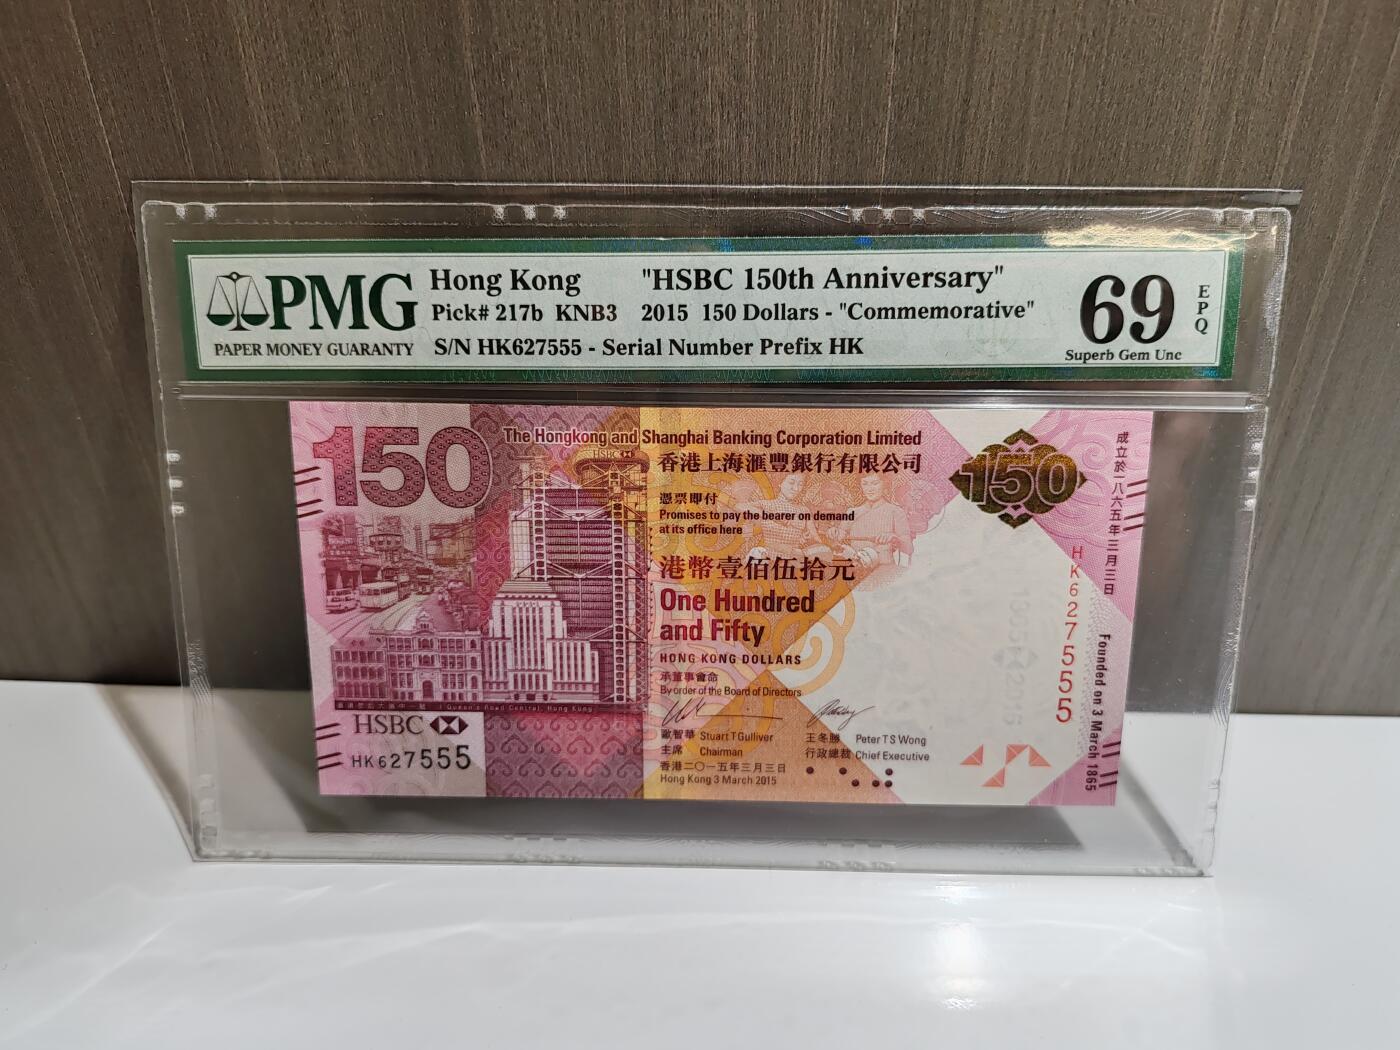 PMG
PAPER MONEY GUARANTY
Hong Kong "HSBC 150th Anniversary"
Pick# 217b KNB3 2015 150 Dollars - "Commemorative"
S/N HK627555 - Serial Number Prefix HK
69
EPQ
Superb Gem Unc
150
The Hongkong and Shanghai Banking Corporation Limited
HSBC
香港上海滙豐銀行有限公司
憑票即付
Promises to pay the bearer on demand
at its office here
港幣壹佰伍拾元
One Hundred
and Fifty
HONG KONG DOLLARS
承董事會命
By order of the Board of Directors
歐智華 Stuart T Gulliver
主席 Chairman
王冬勝 Peter T S Wong
行政總裁 Chief Executive
香港二〇一五年三月三日
Hong Kong 3 March 2015
1 Queen's Road Central, Hong Kong
HSBC
HK627555
150
成立於一八六五年三月三日
HK627555
Founded on 3 March 1865